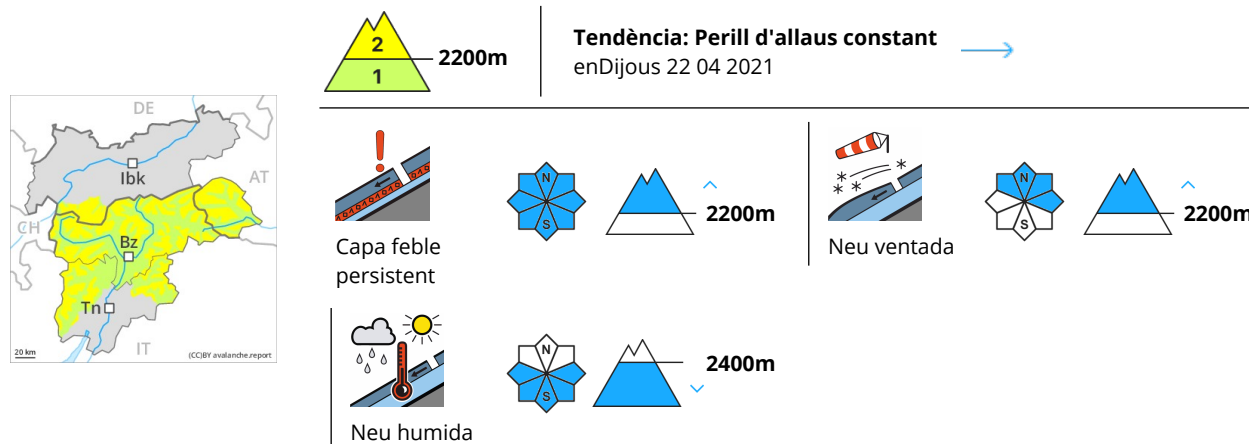 2
1
2200m
Tendència: Perill d'allaus constant
enDijous 22 04 2021
DE
Ibk
AT
CH
Bz
Tn
IT
20 km
(CC)BY avalanche.report
N
S
2200m
Capa feble
persistent
N
S
2200m
Neu ventada
N
S
2400m
Neu humida